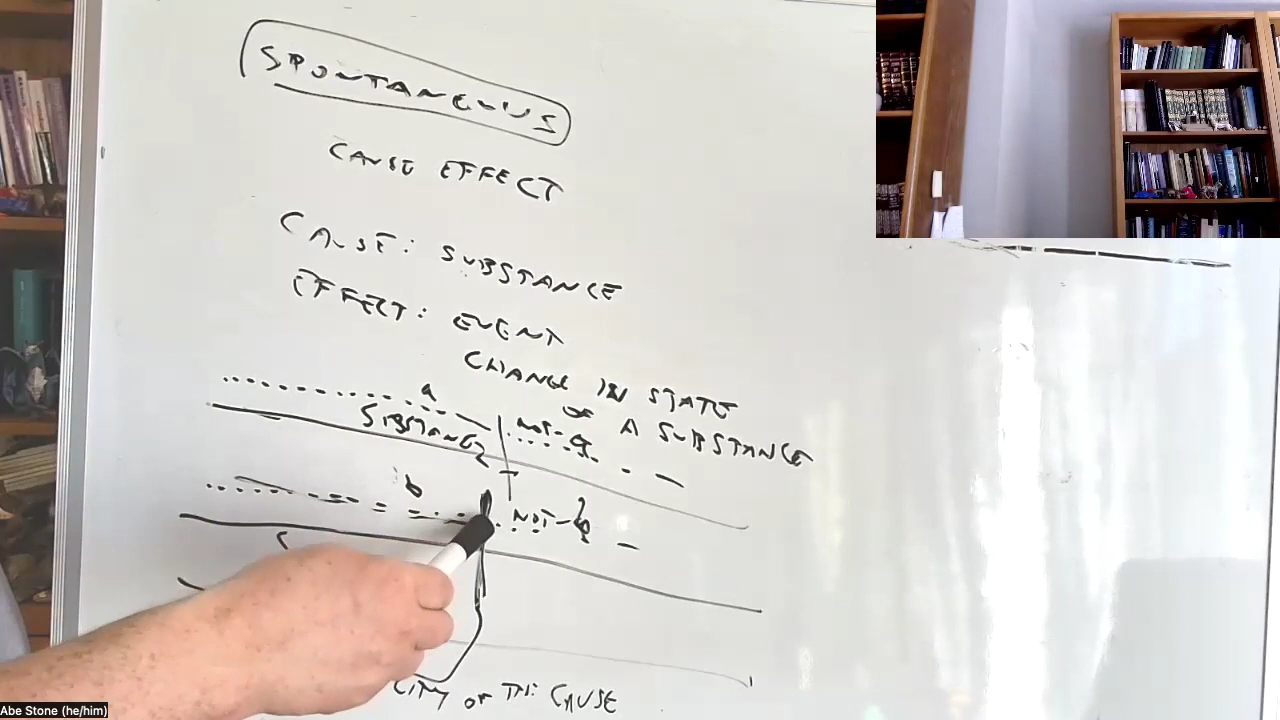 SPONTANEOUS
CAUSE EFFECT
CAUSE: SUBSTANCE
EFFECT: EVENT
CHANGE IN STATE
OF A SUBSTANCE
a
NOT-a
SUBSTANCE
b
NOT-b
OF THE CAUSE
Abe Stone (he/him)